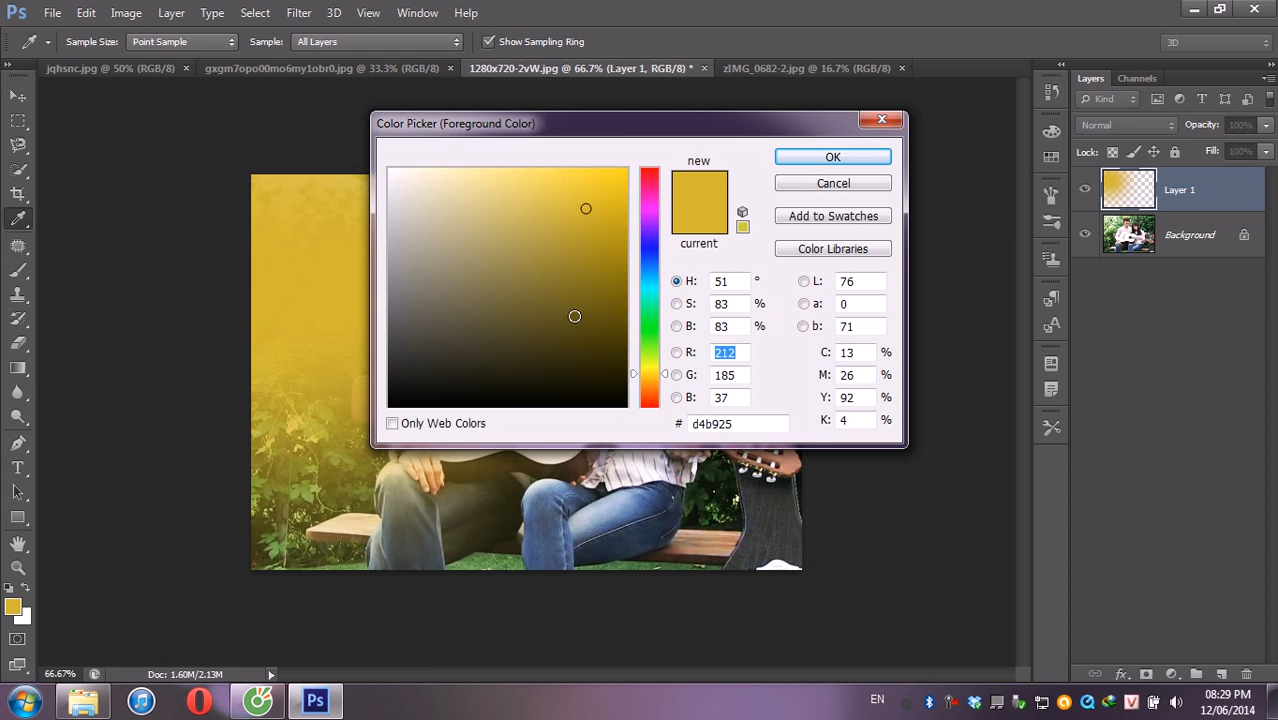 Ps File Edit Image Layer Type Select Filter 3D View Window Help
Sample Size: Point Sample Sample: All Layers Show Sampling Ring 3D
jqhsnc.jpg @ 50% (RGB/8) × gxgm7opo00mo6my1obr0.jpg @ 33.3% (RGB/8) × 1280x720-2vW.jpg @ 66.7% (Layer 1, RGB/8) * × zIMG_0682-2.jpg @ 16.7% (RGB/8) ×
Layers Channels
Kind
Normal Opacity: 100%
Lock: Fill: 100%
Layer 1
Background
Color Picker (Foreground Color)
new
current
OK
Cancel
Add to Swatches
Color Libraries
H: 51 ° L: 76
S: 83 % a: 0
B: 83 % b: 71
R: 212 C: 13 %
G: 185 M: 26 %
B: 37 Y: 92 %
# d4b925 K: 4 %
Only Web Colors
66.67% Doc: 1.60M/2.13M
fx
Ps EN V 08:29 PM
12/06/2014